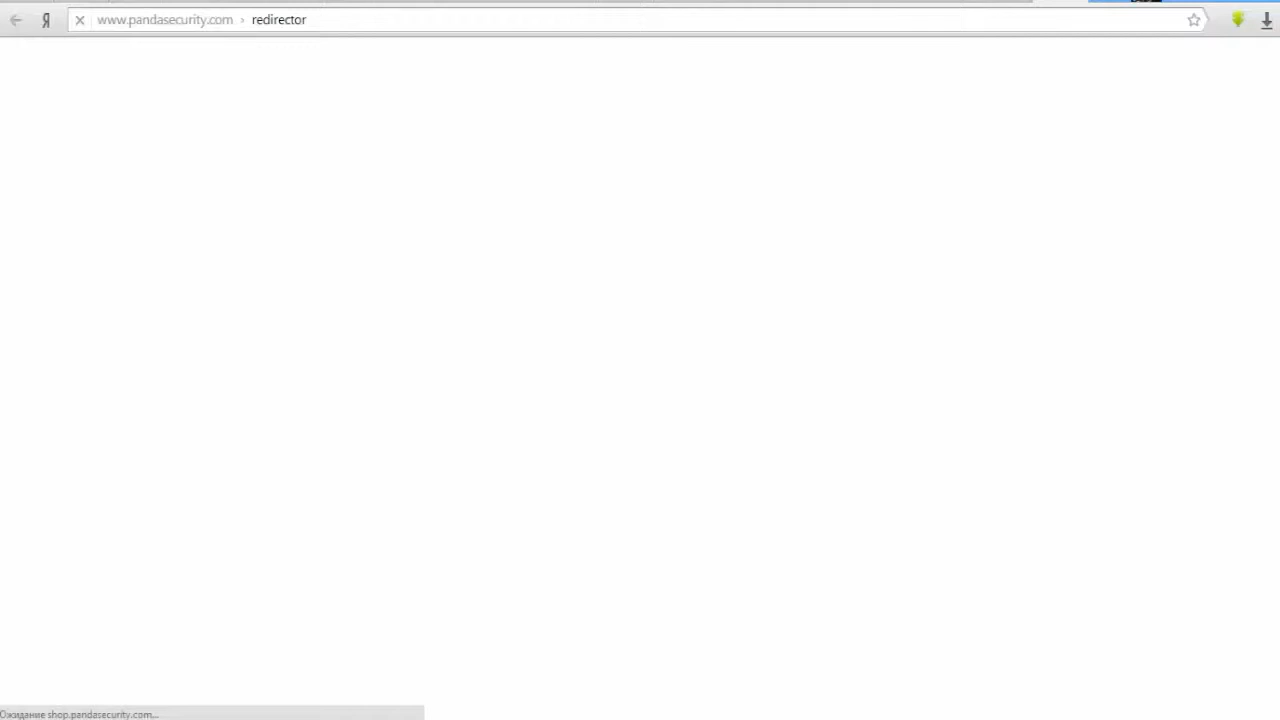 Я www.pandasecurity.com › redirector
Ожидание shop.pandasecurity.com...